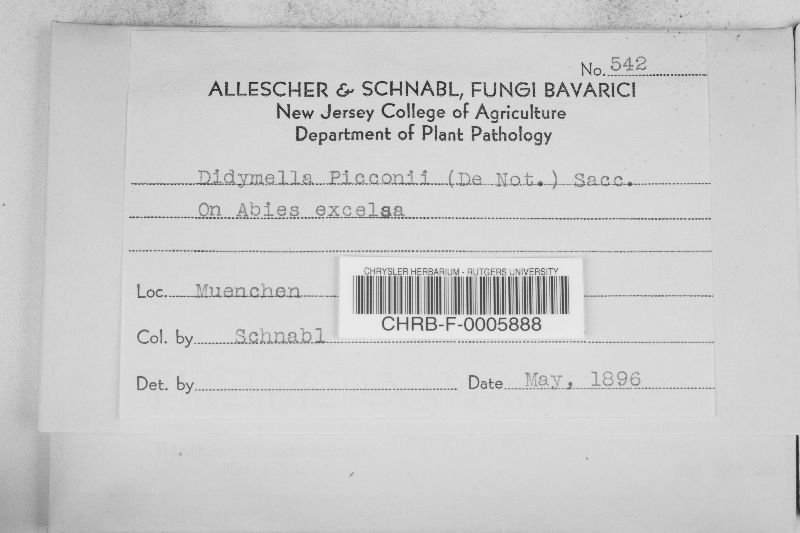 No. 542
ALLESCHER & SCHNABL, FUNGI BAVARICI
New Jersey College of Agriculture
Department of Plant Pathology
Didymella Picconii (De Not.) Sacc.
On Abies excelsa
CHRYSLER HERBARIUM - RUTGERS UNIVERSITY
Loc. Muenchen
CHRB-F-0005888
Col. by Schnabl
Det. by Date May, 1896